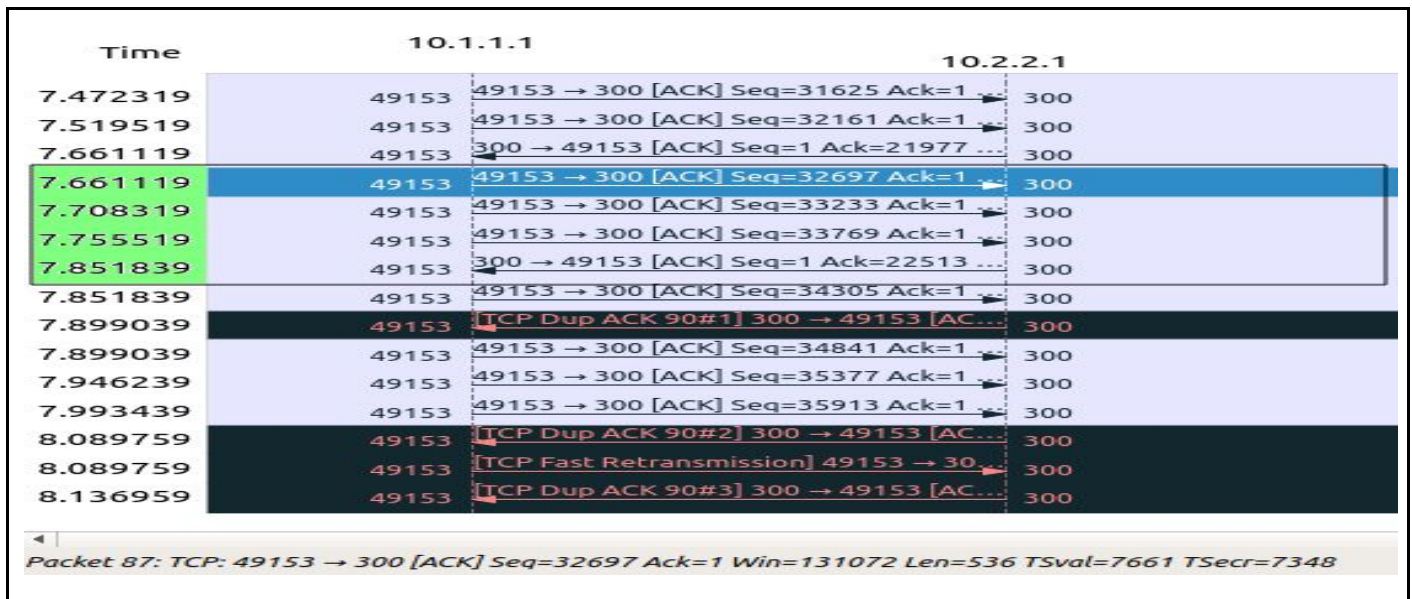 Time 10.1.1.1 10.2.2.1
7.472319 49153 49153 → 300 [ACK] Seq=31625 Ack=1 ... 300
7.519519 49153 49153 → 300 [ACK] Seq=32161 Ack=1 ... 300
7.661119 49153 300 → 49153 [ACK] Seq=1 Ack=21977 ... 300
7.661119 49153 49153 → 300 [ACK] Seq=32697 Ack=1 ... 300
7.708319 49153 49153 → 300 [ACK] Seq=33233 Ack=1 ... 300
7.755519 49153 49153 → 300 [ACK] Seq=33769 Ack=1 ... 300
7.851839 49153 300 → 49153 [ACK] Seq=1 Ack=22513 ... 300
7.851839 49153 49153 → 300 [ACK] Seq=34305 Ack=1 ... 300
7.899039 49153 [TCP Dup ACK 90#1] 300 → 49153 [AC... 300
7.899039 49153 49153 → 300 [ACK] Seq=34841 Ack=1 ... 300
7.946239 49153 49153 → 300 [ACK] Seq=35377 Ack=1 ... 300
7.993439 49153 49153 → 300 [ACK] Seq=35913 Ack=1 ... 300
8.089759 49153 [TCP Dup ACK 90#2] 300 → 49153 [AC... 300
8.089759 49153 [TCP Fast Retransmission] 49153 → 30... 300
8.136959 49153 [TCP Dup ACK 90#3] 300 → 49153 [AC... 300
Packet 87: TCP: 49153 → 300 [ACK] Seq=32697 Ack=1 Win=131072 Len=536 TSval=7661 TSecr=7348